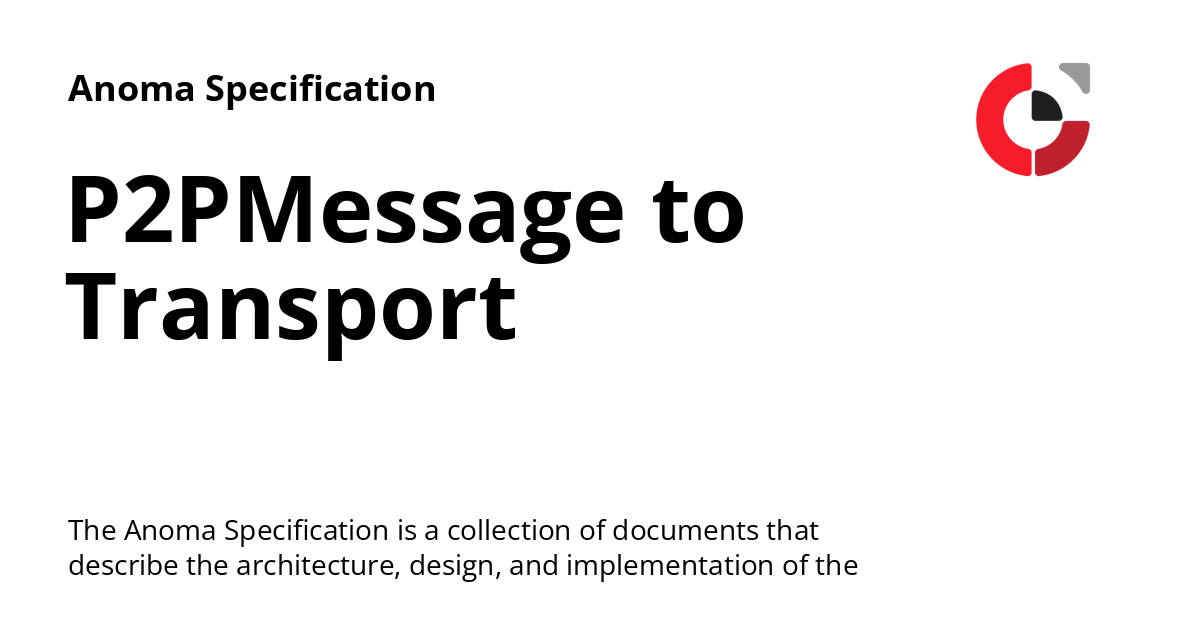 Anoma Specification
P2PMessage to
Transport
The Anoma Specification is a collection of documents that
describe the architecture, design, and implementation of the